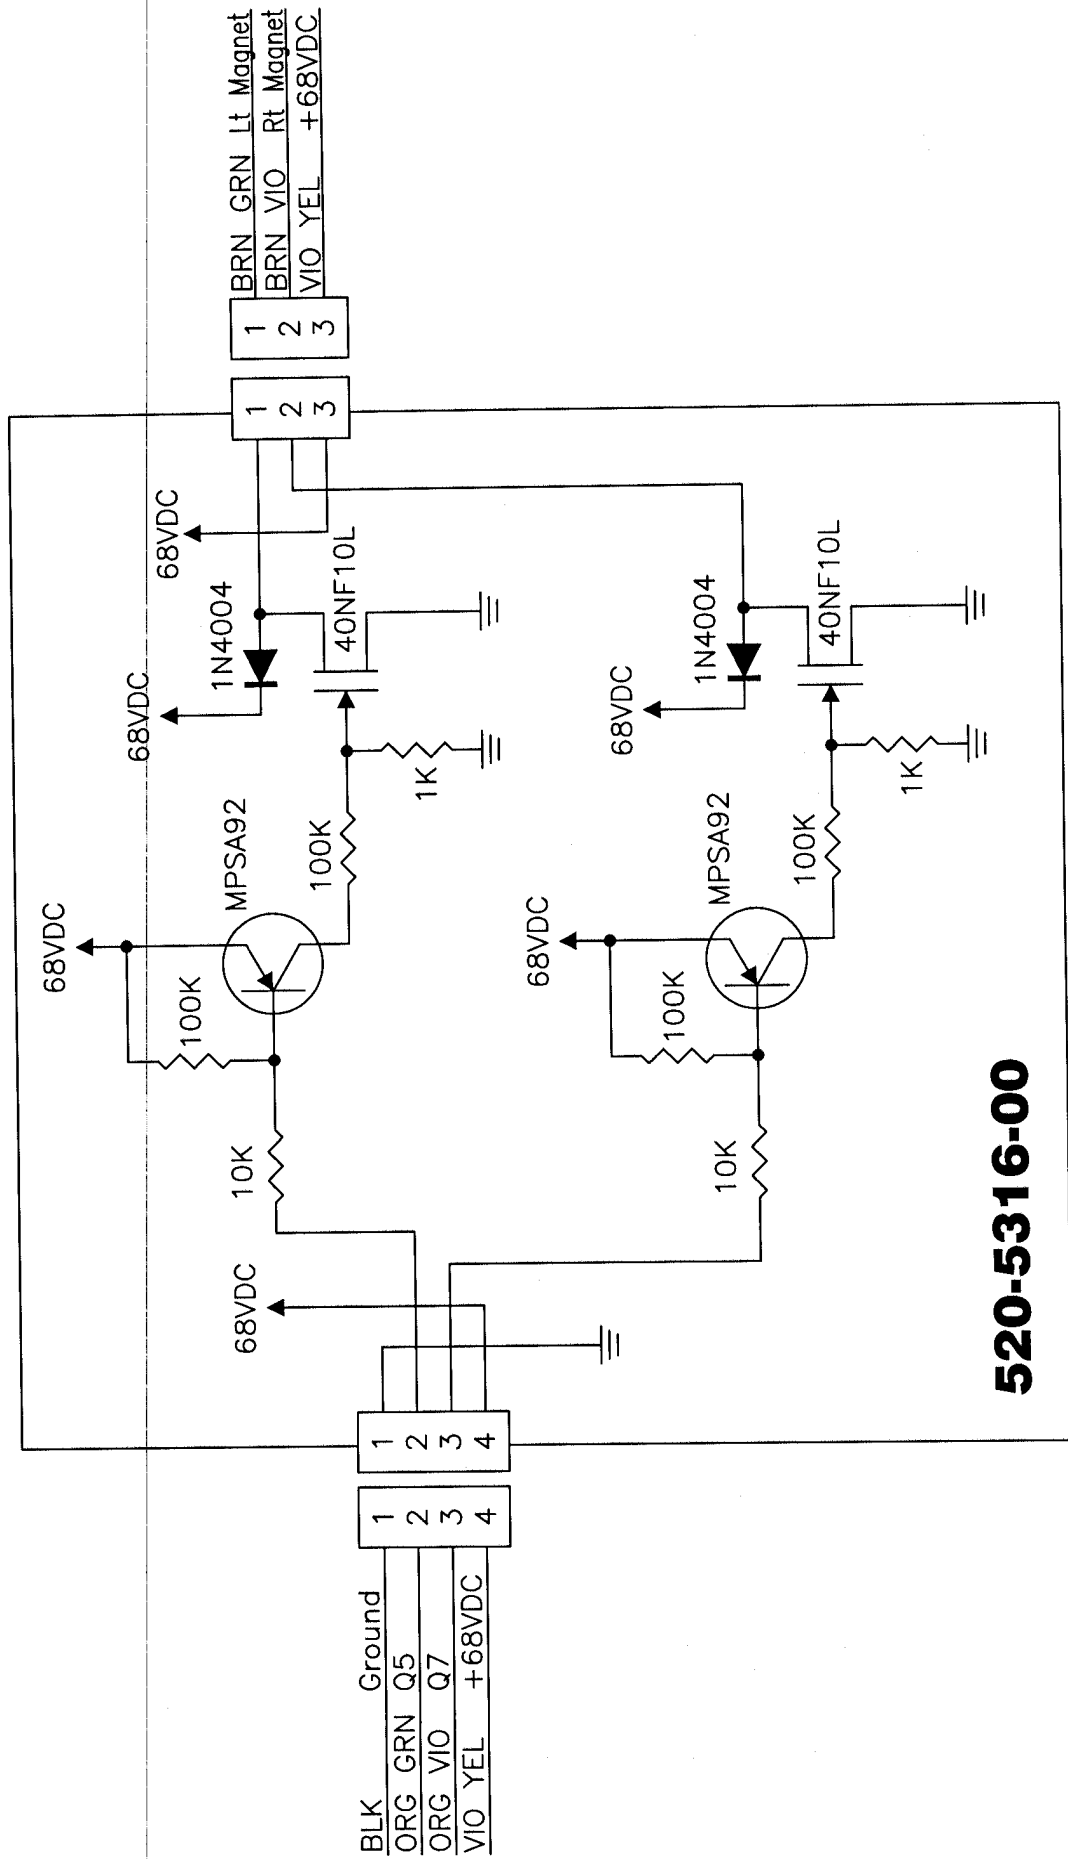 BLK Ground
ORG GRN Q5
ORG VIO Q7
VIO YEL +68VDC
1
2
3
4
1
2
3
4
68VDC
10K
100K
68VDC
MPSA92
100K
1K
68VDC
1N4004
40NF10L
68VDC
10K
100K
68VDC
MPSA92
100K
1K
68VDC
1N4004
40NF10L
1
2
3
1
2
3
BRN GRN Lt Magnet
BRN VIO Rt Magnet
VIO YEL +68VDC
520-5316-00